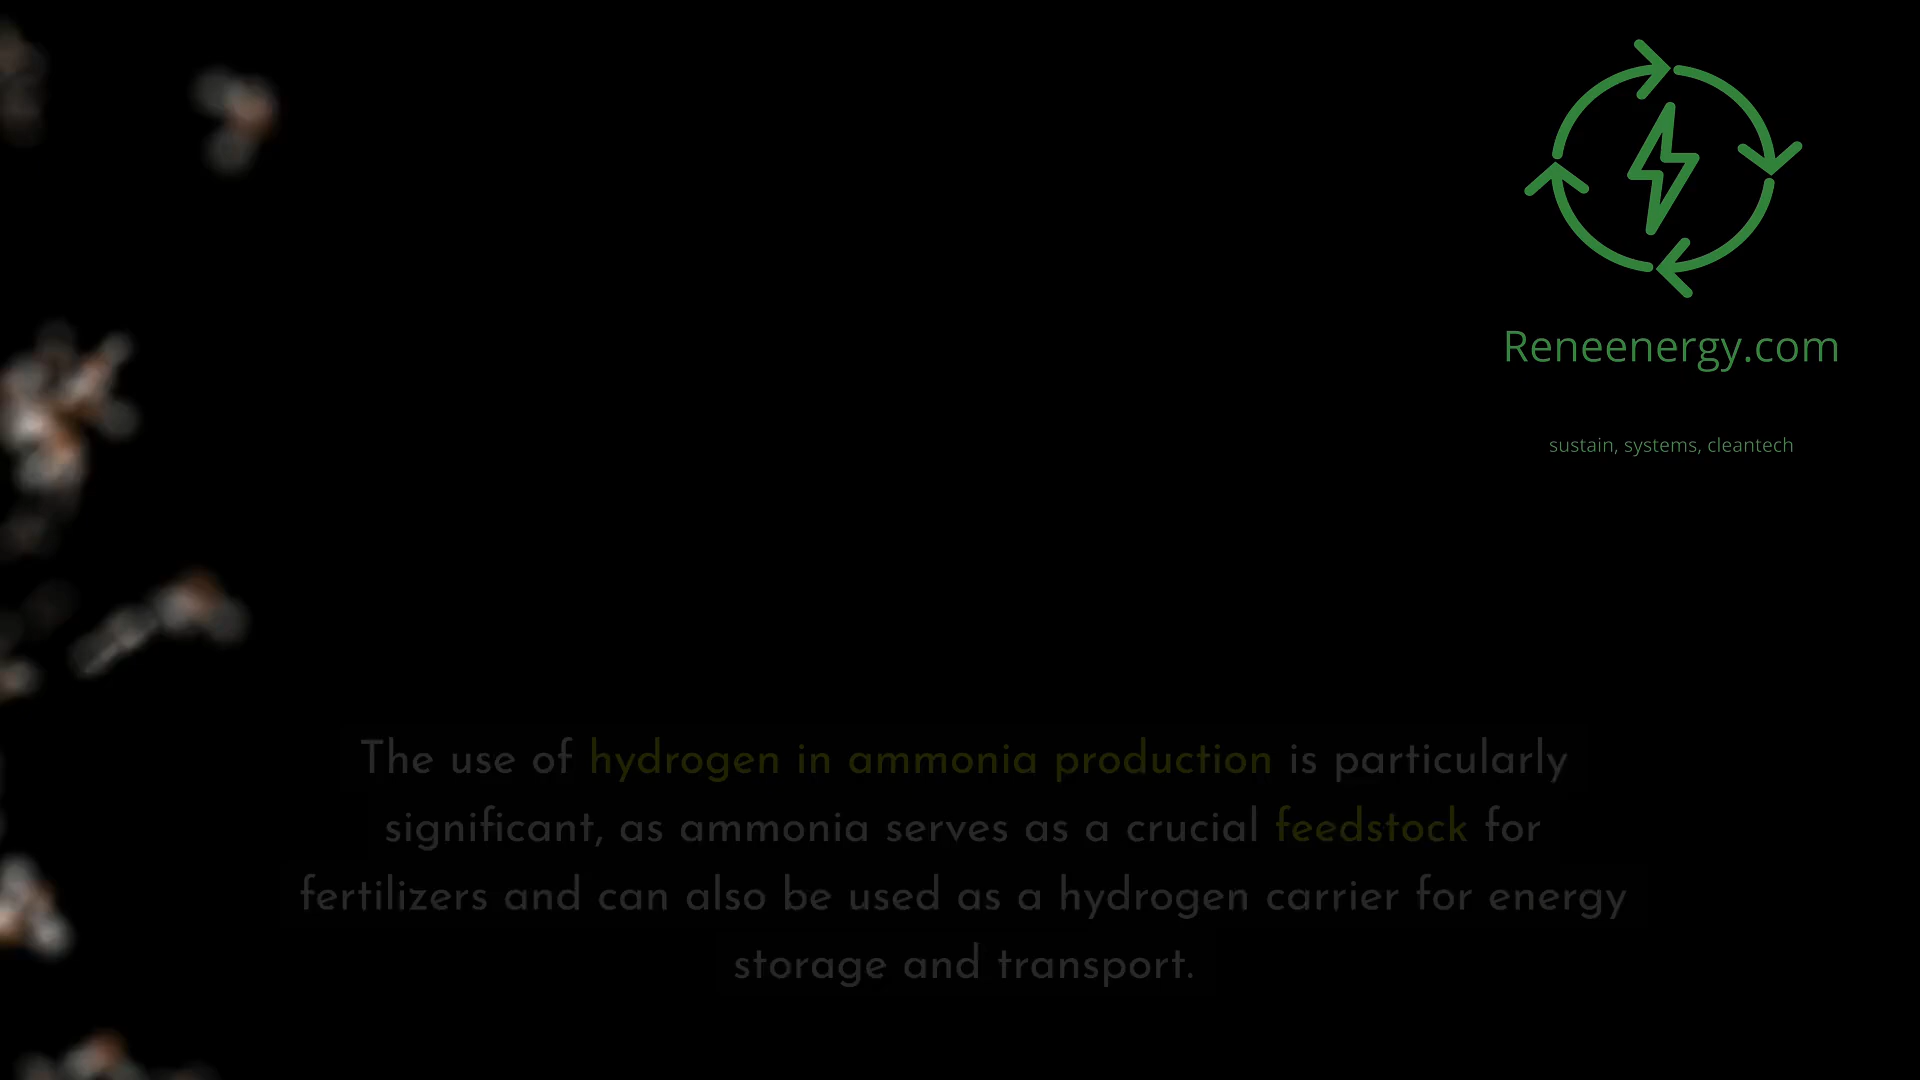 Reneenergy.com
sustain, systems, cleantech
The use of hydrogen in ammonia production is particularly
significant, as ammonia serves as a crucial feedstock for
fertilizers and can also be used as a hydrogen carrier for energy
storage and transport.